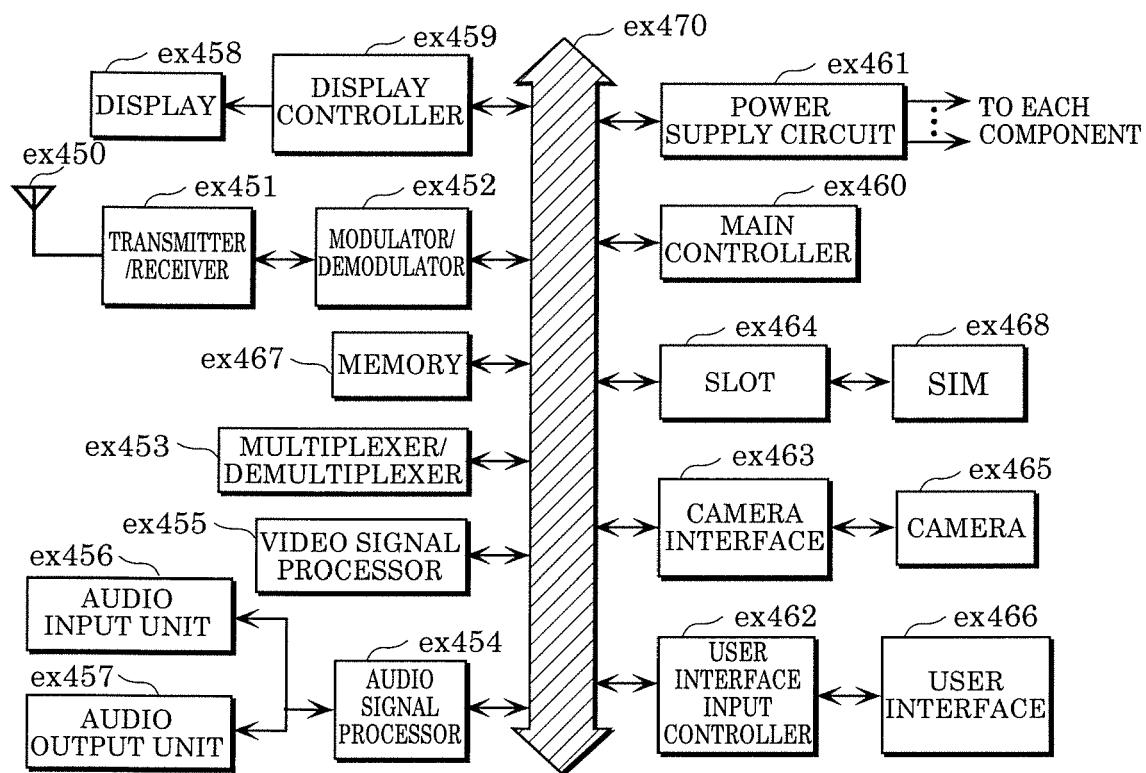 ex470
ex458
ex459
ex461
DISPLAY
DISPLAY
CONTROLLER
POWER
SUPPLY CIRCUIT
TO EACH
COMPONENT
ex450
ex451
ex452
ex460
TRANSMITTER
/RECEIVER
MODULATOR/
DEMODULATOR
MAIN
CONTROLLER
ex467
MEMORY
ex464
ex468
SLOT
SIM
ex453
MULTIPLEXER/
DEMULTIPLEXER
ex463
ex465
CAMERA
INTERFACE
CAMERA
ex455
VIDEO SIGNAL
PROCESSOR
ex456
AUDIO
INPUT UNIT
ex457
AUDIO
OUTPUT UNIT
ex454
AUDIO
SIGNAL
PROCESSOR
ex462
ex466
USER
INTERFACE
INPUT
CONTROLLER
USER
INTERFACE